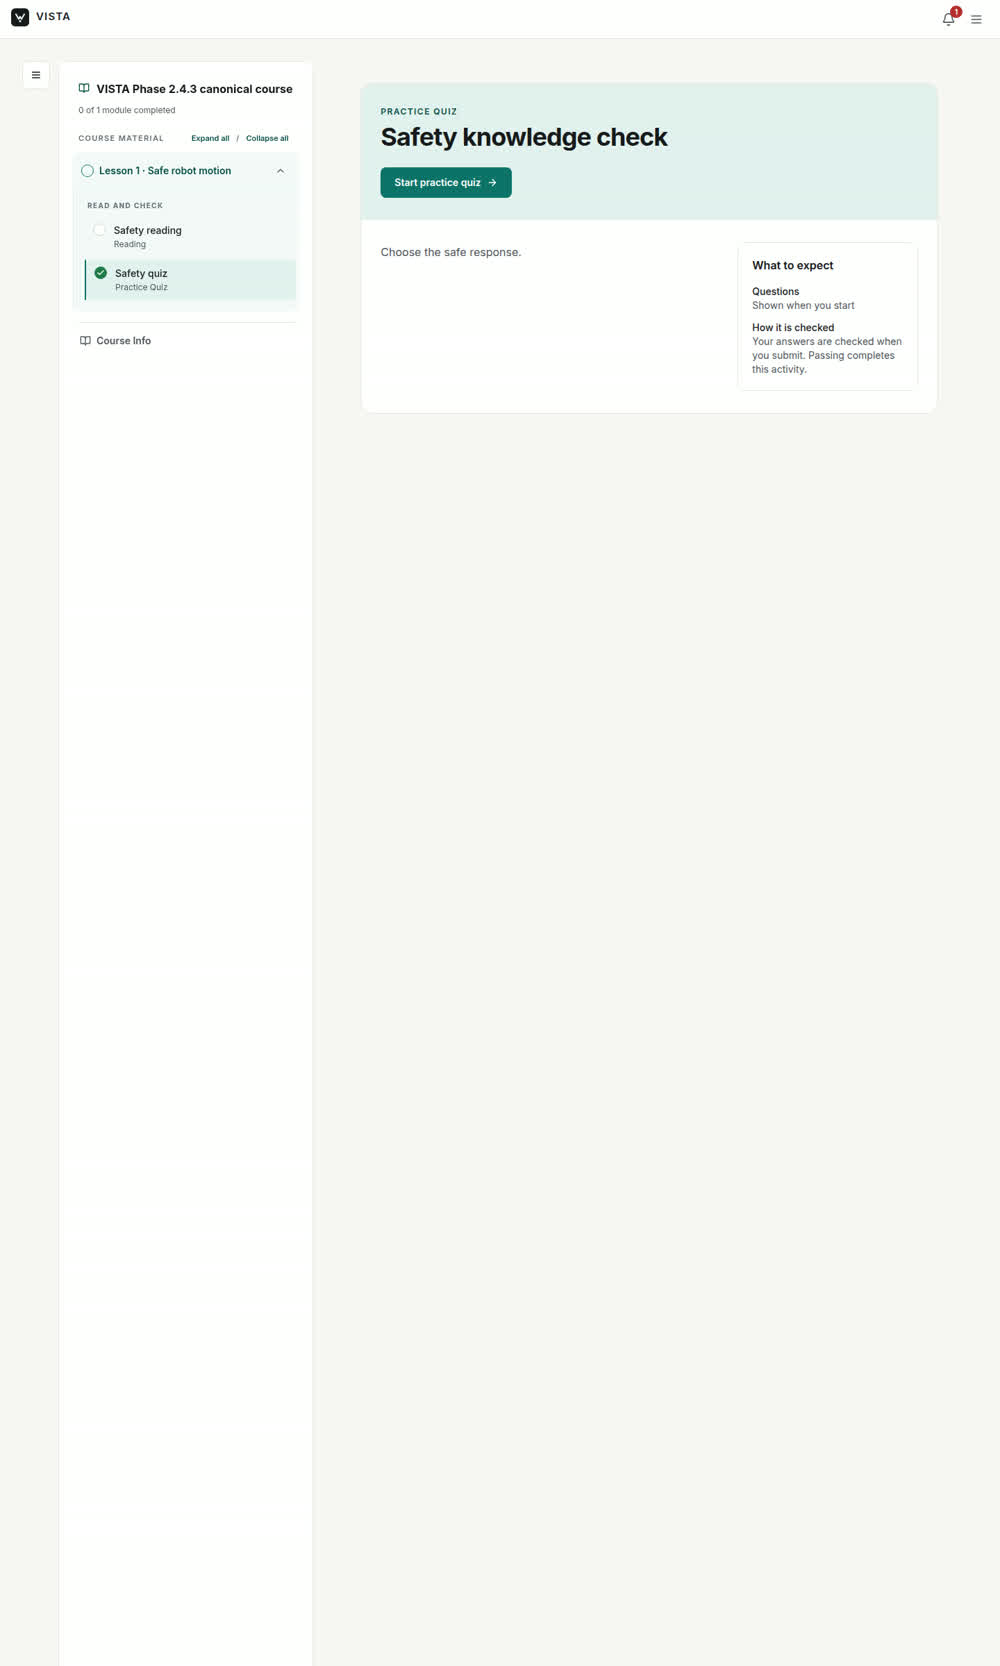 VISTA
1
VISTA Phase 2.4.3 canonical course
0 of 1 module completed
COURSE MATERIAL
Expand all / Collapse all
Lesson 1 · Safe robot motion
READ AND CHECK
Safety reading
Reading
Safety quiz
Practice Quiz
Course Info
PRACTICE QUIZ
Safety knowledge check
Start practice quiz →
Choose the safe response.
What to expect
Questions
Shown when you start
How it is checked
Your answers are checked when
you submit. Passing completes
this activity.